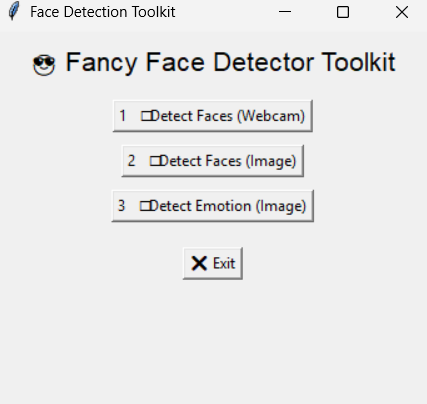 Face Detection Toolkit
😎 Fancy Face Detector Toolkit
1 □Detect Faces (Webcam)
2 □Detect Faces (Image)
3 □Detect Emotion (Image)
❌ Exit